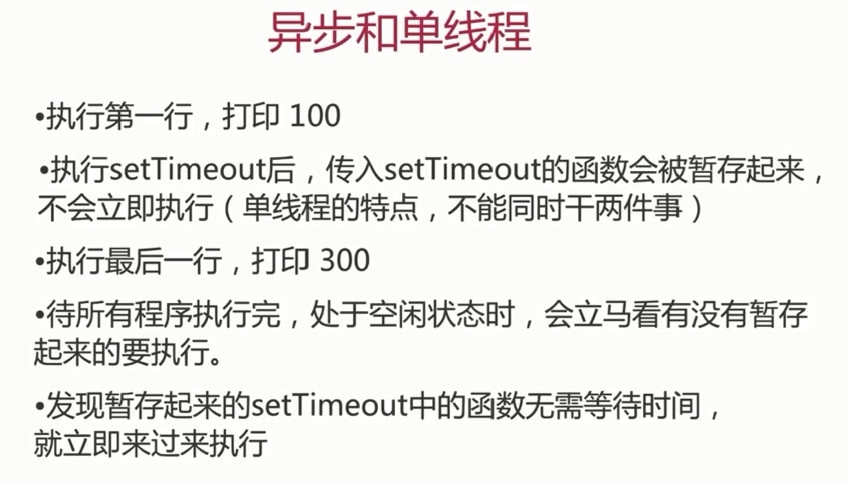 异步和单线程
•执行第一行，打印 100
•执行setTimeout后，传入setTimeout的函数会被暂存起来，
不会立即执行（单线程的特点，不能同时干两件事）
•执行最后一行，打印 300
•待所有程序执行完，处于空闲状态时，会立马看有没有暂存
起来的要执行。
•发现暂存起来的setTimeout中的函数无需等待时间，
就立即来过来执行